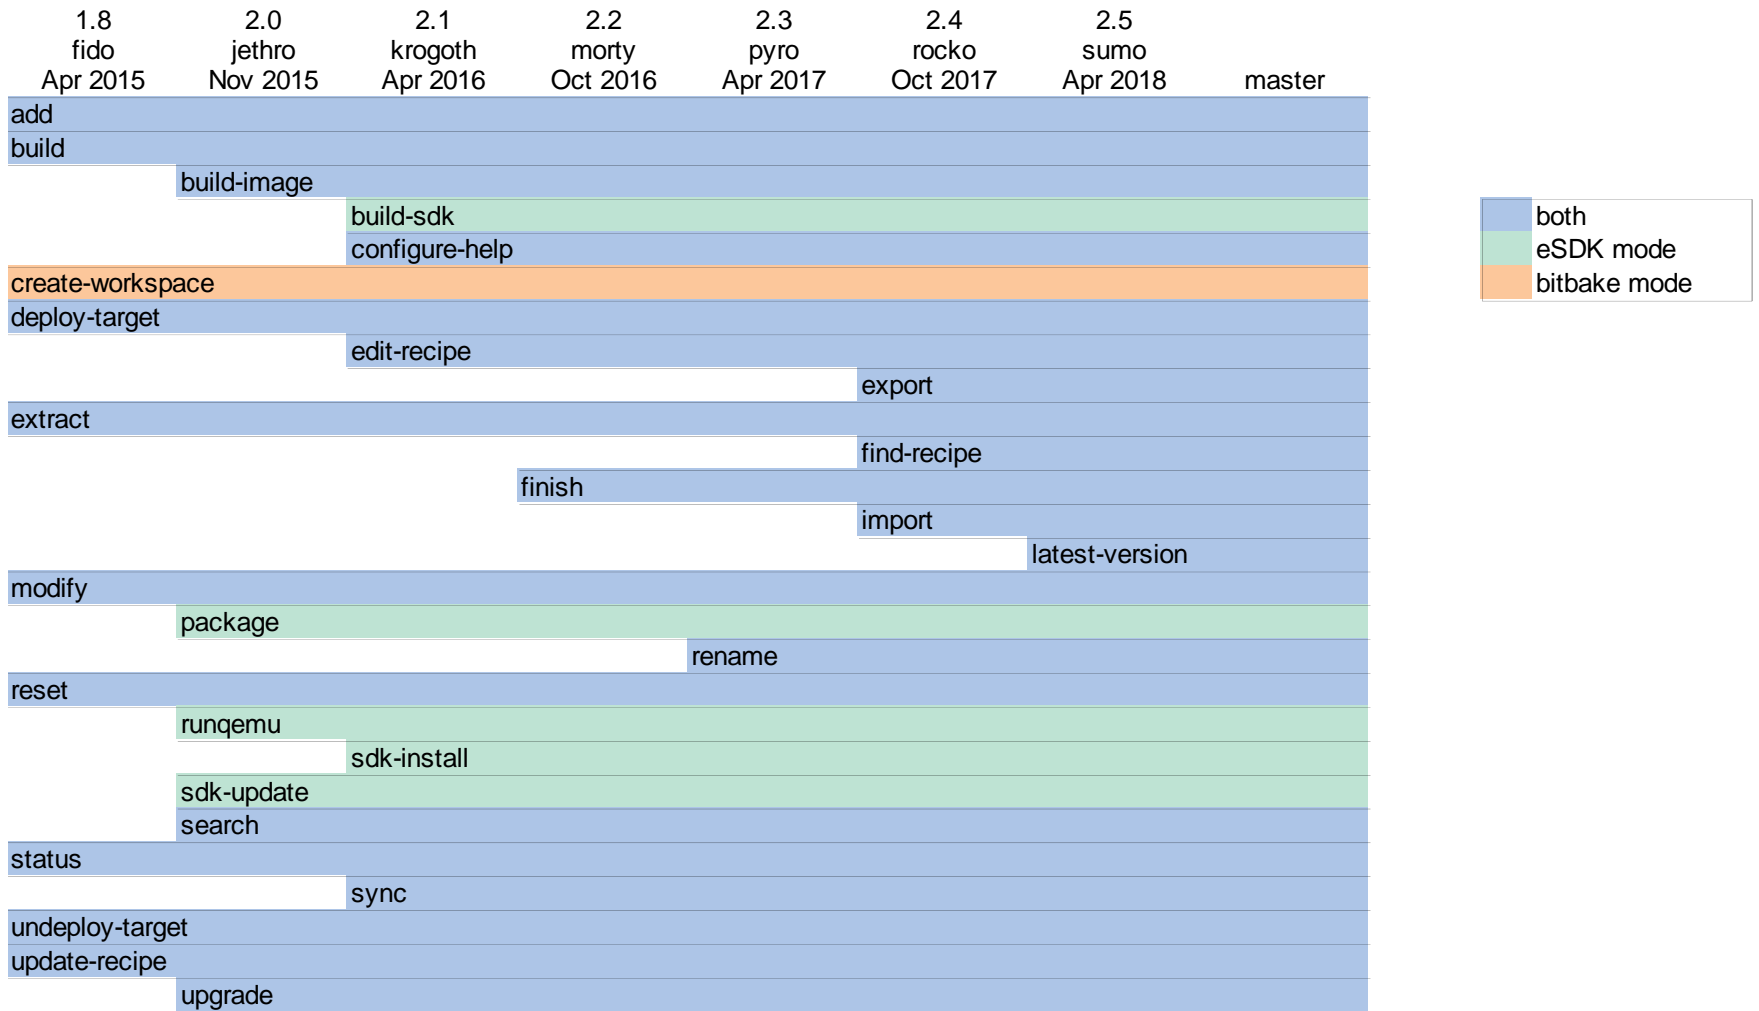 1.8 2.0 2.1 2.2 2.3 2.4 2.5
fido jethro krogoth morty pyro rocko sumo
Apr 2015 Nov 2015 Apr 2016 Oct 2016 Apr 2017 Oct 2017 Apr 2018 master
add
build
build-image
build-sdk
configure-help
create-workspace
deploy-target
edit-recipe
export
extract
find-recipe
finish
import
latest-version
modify
package
rename
reset
runqemu
sdk-install
sdk-update
search
status
sync
undeploy-target
update-recipe
upgrade
both
eSDK mode
bitbake mode